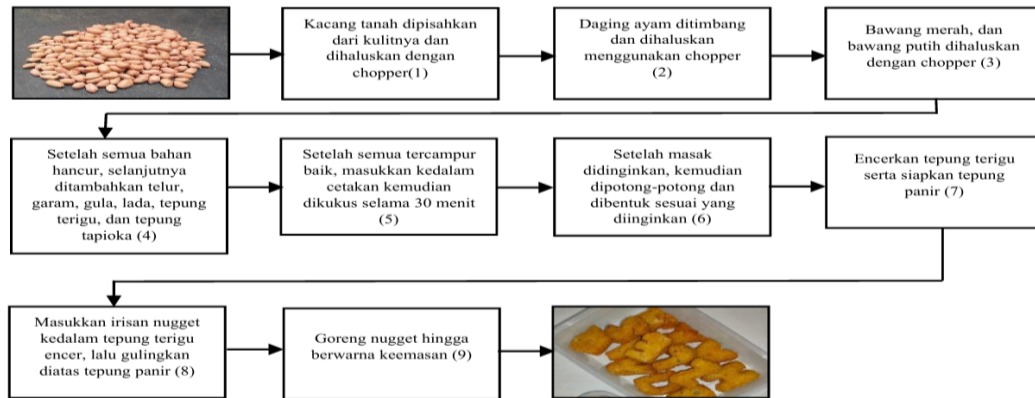 Kacang tanah dipisahkan
dari kulitnya dan
dihaluskan dengan
chopper(1)
Daging ayam ditimbang
dan dihaluskan
menggunakan chopper
(2)
Bawang merah, dan
bawang putih dihaluskan
dengan chopper (3)
Setelah semua bahan
hancur, selanjutnya
ditambahkan telur,
garam, gula, lada, tepung
terigu, dan tepung
tapioka (4)
Setelah semua tercampur
baik, masukkan kedalam
cetakan kemudian
dikukus selama 30 menit
(5)
Setelah masak
didinginkan, kemudian
dipotong-potong dan
dibentuk sesuai yang
diinginkan (6)
Encerkan tepung terigu
serta siapkan tepung
panir (7)
Masukkan irisan nugget
kedalam tepung terigu
encer, lalu gulingkan
diatas tepung panir (8)
Goreng nugget hingga
berwarna keemasan (9)